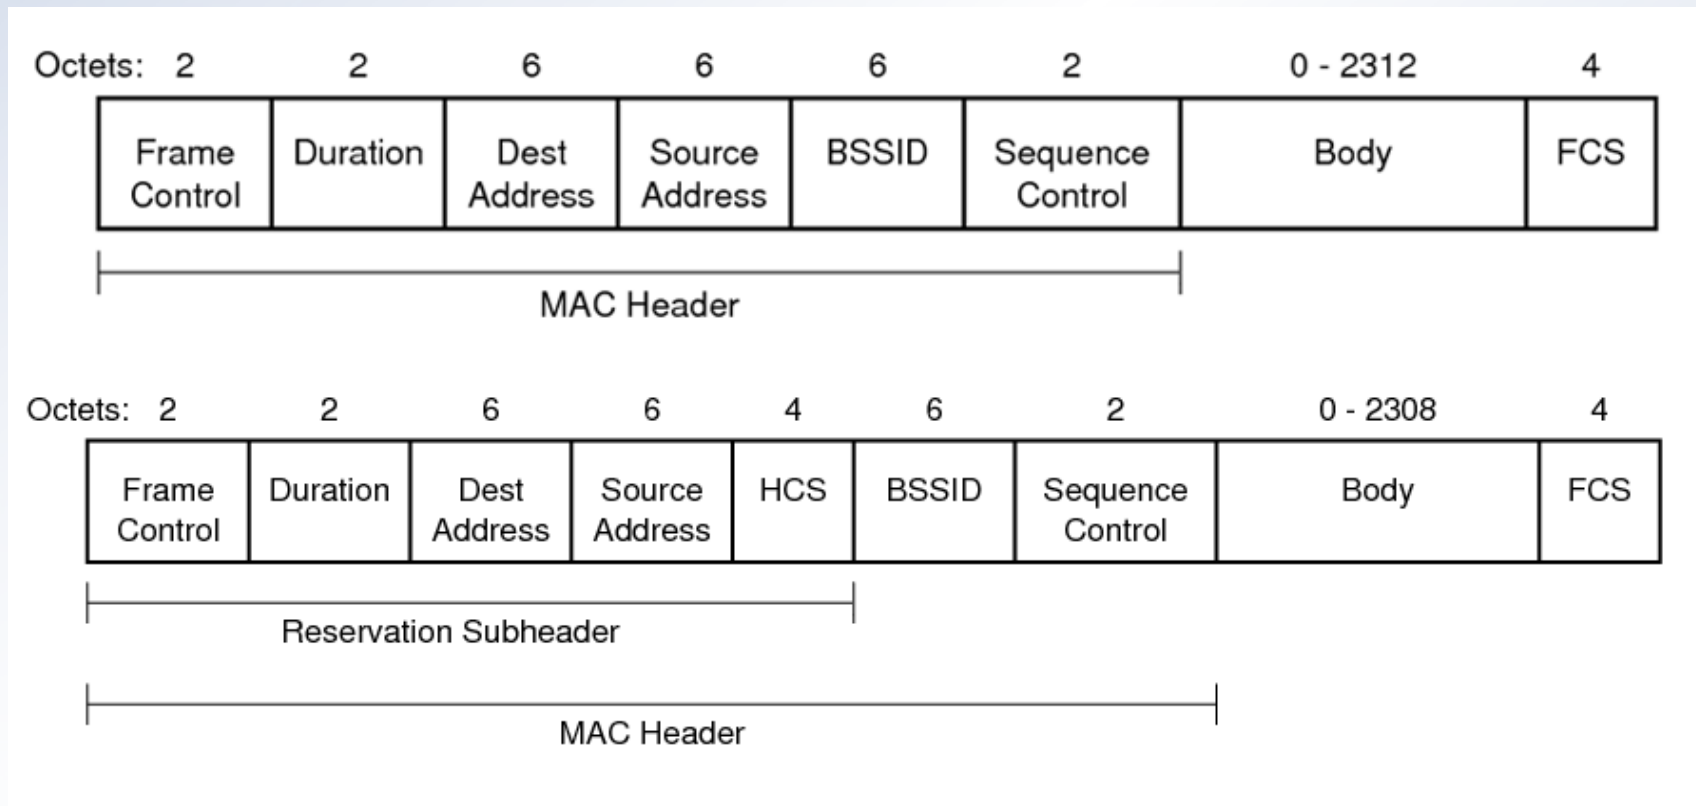 Octets: 2 2 6 6 6 2 0 - 2312 4
Frame Control Duration Dest Address Source Address BSSID Sequence Control Body FCS
MAC Header
Octets: 2 2 6 6 4 6 2 0 - 2308 4
Frame Control Duration Dest Address Source Address HCS BSSID Sequence Control Body FCS
Reservation Subheader
MAC Header